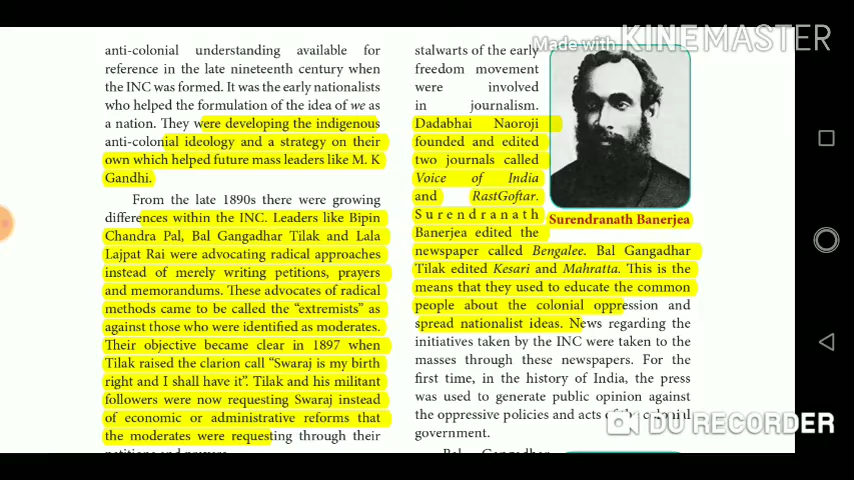 anti-colonial understanding available for
reference in the late nineteenth century when
the INC was formed. It was the early nationalists
who helped the formulation of the idea of we as
a nation. They were developing the indigenous
anti-colonial ideology and a strategy on their
own which helped future mass leaders like M. K
Gandhi.
From the late 1890s there were growing
differences within the INC. Leaders like Bipin
Chandra Pal, Bal Gangadhar Tilak and Lala
Lajpat Rai were advocating radical approaches
instead of merely writing petitions, prayers
and memorandums. These advocates of radical
methods came to be called the “extremists” as
against those who were identified as moderates.
Their objective became clear in 1897 when
Tilak raised the clarion call “Swaraj is my birth
right and I shall have it”. Tilak and his militant
followers were now requesting Swaraj instead
of economic or administrative reforms that
the moderates were requesting through their
stalwarts of the early
freedom movement
were involved
in journalism.
Dadabhai Naoroji
founded and edited
two journals called
Voice of India
and RastGoftar.
Surendranath
Banerjea edited the
newspaper called Bengalee. Bal Gangadhar
Tilak edited Kesari and Mahratta. This is the
means that they used to educate the common
people about the colonial oppression and
spread nationalist ideas. News regarding the
initiatives taken by the INC were taken to the
masses through these newspapers. For the
first time, in the history of India, the press
was used to generate public opinion against
the oppressive policies and acts of the colonial
government.
Surendranath Banerjea
Made with KINEMASTER
DU RECORDER